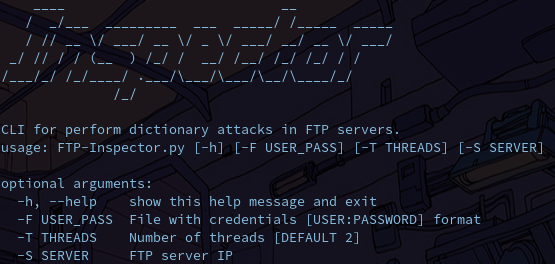 Inspector
CLI for perform dictionary attacks in FTP servers.
usage: FTP-Inspector.py [-h] [-F USER_PASS] [-T THREADS] [-S SERVER]
optional arguments:
-h, --help show this help message and exit
-F USER_PASS File with credentials [USER:PASSWORD] format
-T THREADS Number of threads [DEFAULT 2]
-S SERVER FTP server IP